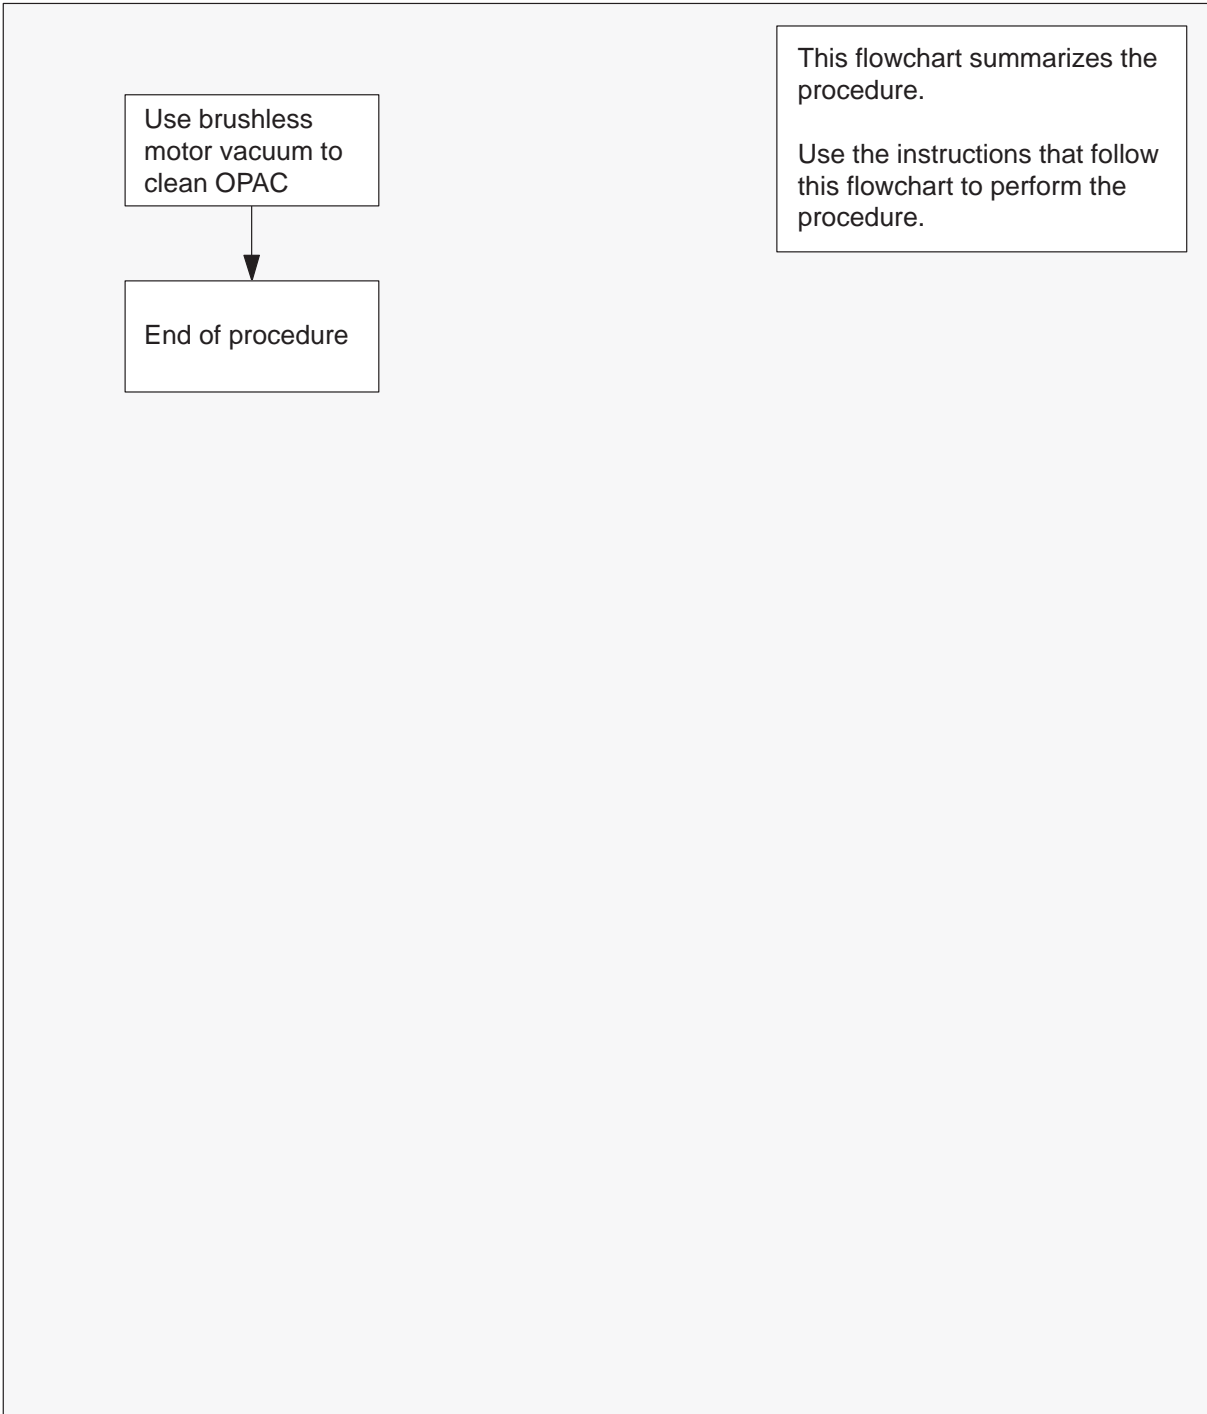 Use brushless
motor vacuum to
clean OPAC
End of procedure
This flowchart summarizes the
procedure.
Use the instructions that follow
this flowchart to perform the
procedure.